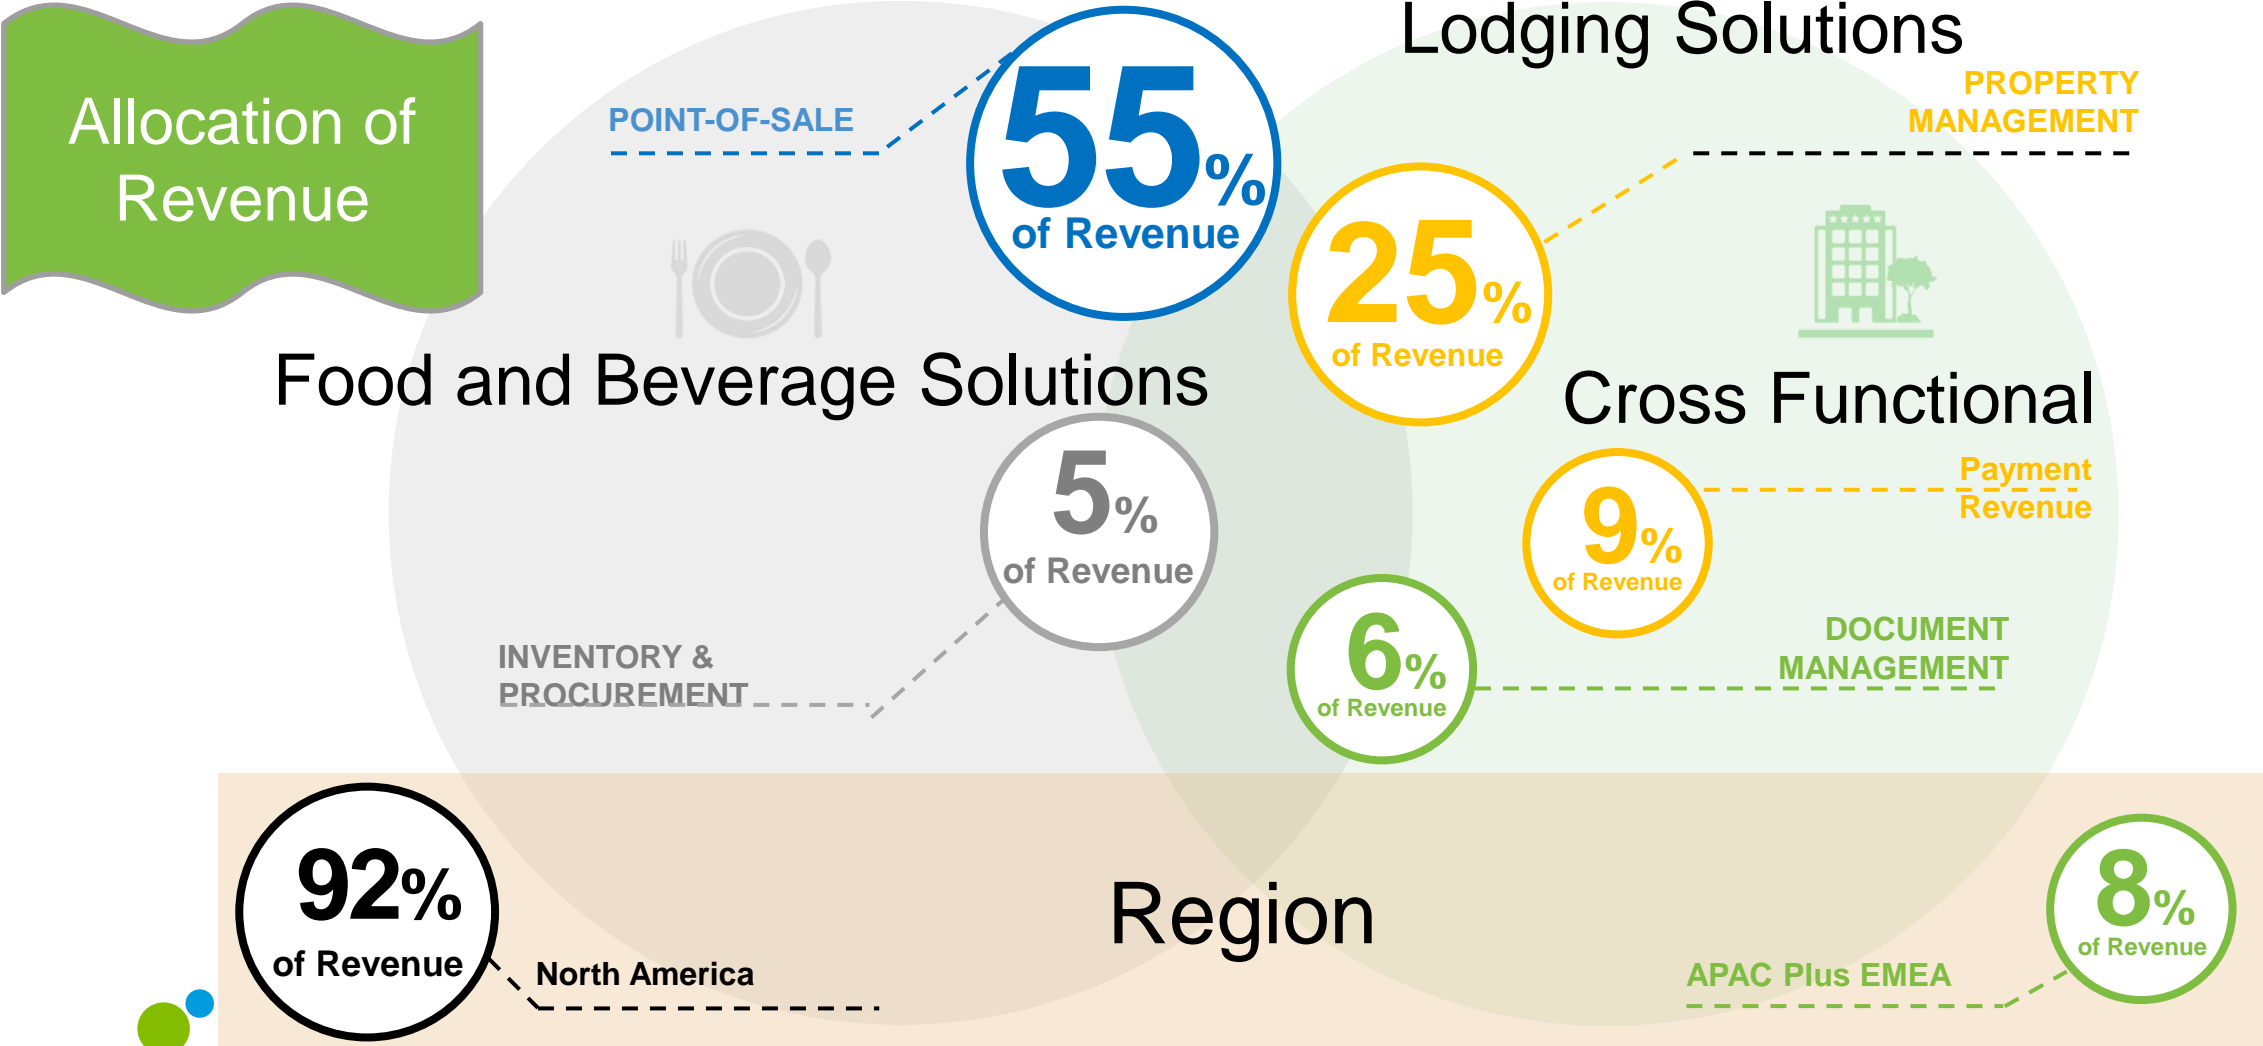 Allocation of
Revenue
POINT-OF-SALE
55%
of Revenue
Lodging Solutions
PROPERTY
MANAGEMENT
25%
of Revenue
Food and Beverage Solutions
5%
of Revenue
INVENTORY &
PROCUREMENT
Cross Functional
9%
of Revenue
Payment
Revenue
6%
of Revenue
DOCUMENT
MANAGEMENT
92%
of Revenue
North America
Region
APAC Plus EMEA
8%
of Revenue